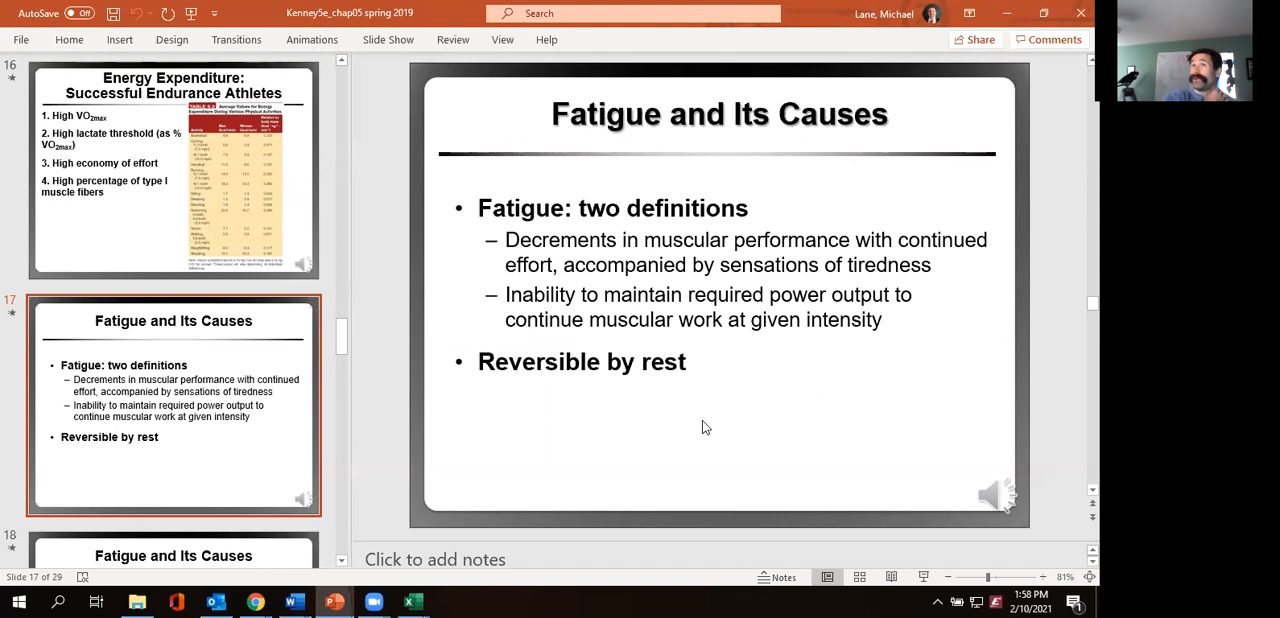 AutoSave Off Kenney5e_chap05 spring 2019 Search Lane, Michael
File Home Insert Design Transitions Animations Slide Show Review View Help Share Comments
16
Energy Expenditure:
Successful Endurance Athletes
1. High VO2max
2. High lactate threshold (as %
VO2max)
3. High economy of effort
4. High percentage of type I
muscle fibers
17
Fatigue and Its Causes
• Fatigue: two definitions
– Decrements in muscular performance with continued
effort, accompanied by sensations of tiredness
– Inability to maintain required power output to
continue muscular work at given intensity
• Reversible by rest
18
Fatigue and Its Causes
Fatigue and Its Causes
• Fatigue: two definitions
– Decrements in muscular performance with continued
effort, accompanied by sensations of tiredness
– Inability to maintain required power output to
continue muscular work at given intensity
• Reversible by rest
Click to add notes
Slide 17 of 29 Notes 81%
1:58 PM
2/10/2021
1